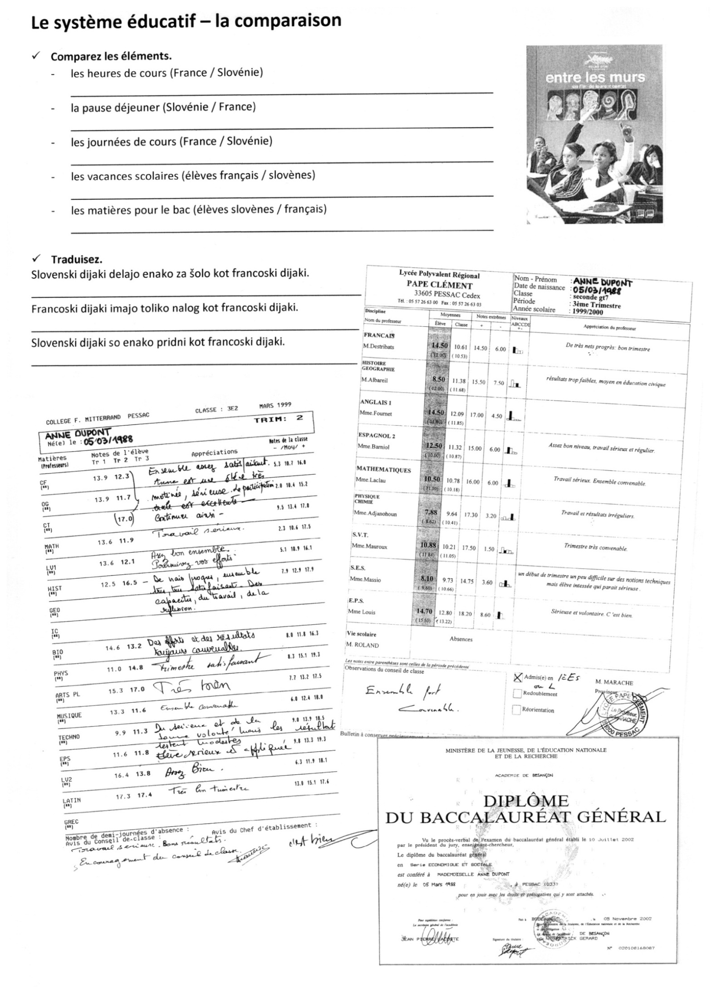 Le système éducatif – la comparaison
✓ Comparez les éléments.
- les heures de cours (France / Slovénie)
- la pause déjeuner (Slovénie / France)
- les journées de cours (France / Slovénie)
- les vacances scolaires (élèves français / slovènes)
- les matières pour le bac (élèves slovènes / français)
entre les murs
un film de laurent cantet
✓ Traduisez.
Slovenski dijaki delajo enako za šolo kot francoski dijaki.
Francoski dijaki imajo toliko nalog kot francoski dijaki.
Slovenski dijaki so enako pridni kot francoski dijaki.
Lycée Polyvalent Régional
PAPE CLÉMENT
33605 PESSAC Cedex
Tél. : 05 57 26 63 00 Fax : 05 57 26 63 03
Nom - Prénom : ANNE DUPONT
Date de naissance : 05/03/1988
Classe : seconde gt7
Période : 3ème Trimestre
Année scolaire : 1999/2000
Discipline Moyennes Notes extrêmes Niveaux
Nom du professeur Élève Classe + - ABCCDE Appréciation du professeur
+-
FRANCAIS
M.Destribats 14.50 10.61 14.50 6.00 De très nets progrès: bon trimestre
(12.00) (10.53)
HISTOIRE
GEOGRAPHIE
M.Albareil 8.50 11.38 15.50 7.50 résultats trop faibles, moyen en éducation civique
(12.00) (11.68)
ANGLAIS 1
Mme.Fournet 14.50 12.09 17.00 4.50
(11.85)
ESPAGNOL 2
Mme.Barniol 12.50 11.32 15.00 6.00 Assez bon niveau, travail sérieux et régulier.
(10.00) (10.87)
MATHEMATIQUES
Mme.Laclau 10.50 10.78 16.00 6.00 Travail sérieux. Ensemble convenable.
(11.50) (10.18)
PHYSIQUE
CHIMIE
Mme.Adjanohoun 7.88 9.64 17.30 3.20 Travail et résultats irréguliers.
(8.62) (10.41)
S.V.T.
Mme.Mauroux 10.88 10.21 17.50 1.50 Trimestre très convenable.
(11.84) (11.05)
S.E.S.
Mme.Massio 8.10 9.73 14.75 3.60 un début de trimestre un peu difficile sur des notions techniques
mais élève intessée qui parait sérieuse .
(9.60) (10.66)
E.P.S.
Mme Louis 14.70 12.80 18.20 8.60 Sérieuse et volontaire. C 'est bien.
(15.60) (13.22)
Vie scolaire Absences
M. ROLAND
Les notes entre parenthèses sont celles de la période précédente
Observations du conseil de classe
Ensemble fort
Convenable.
Admis(e) en 1ÈES
ou L
Redoublement
Réorientation
M. MARACHE
Proviseur
Bulletin à conserver précieusement
COLLEGE F. MITTERRAND PESSAC CLASSE : 3E2 MARS 1999
TRIM: 2
ANNE DUPONT
Né(e) le : 05/03/1988
Matières Notes de l'élève Appréciations Notes de la classe
(Professeurs) Tr 1 Tr 2 Tr 3 - /Moy/ +
CF 13.9 12.3 Ensemble assez satisfaisant. 5.3 10.7 16.0
(**) Anne est une élève très
OG 13.9 11.7 motivée, sérieuse. La participation 2.0 10.4 15.2
(**) orale est excellente
CT (17.0) Continuer ainsi - 9.5 13.4 17.0
(**)
MATH 13.6 11.9 Travail sérieux. 2.3 10.6 17.5
(**)
LV1 13.6 12.1 Assez bon ensemble. 5.1 10.9 16.1
(**) Poursuivez vos efforts
HIST 12.5 16.5 - De vrais progrès, ensemble 7.9 12.9 17.9
(**) très, très satisfaisant. Des
GEO capacités, du travail, de la
(**) réflexion.
IC
(**)
BIO 14.6 13.2 Des efforts et des résultats 8.0 11.8 16.3
(**) toujours convenables.
PHYS 11.0 14.8 Trimestre satisfaisant 8.3 15.1 19.3
(**)
ARTS PL 15.3 17.0 Très bien 7.7 13.2 17.5
(**)
MUSIQUE 13.3 11.6 Ensemble convenable 6.0 12.4 18.0
(**)
TECHNO 9.9 11.3 Du sérieux et de la 9.0 13.9 18.5
(**) bonne volonté mais les résultat
restent modestes
EPS 11.6 11.8 élève sérieux et appliquée 9.8 13.3 19.3
(**)
LV2 16.4 13.8 Assez Bien . 6.3 11.9 18.1
(**)
LATIN 17.3 17.4 Très bon trimestre 13.0 15.1 17.6
(**)
GREC
(**)
Nombre de demi-journées d'absence : Avis du Chef d'établissement :
Avis du Conseil de classe :
Travail sérieux. Bons résultats. c'est bien
Encouragement du conseil de classe.
MINISTÈRE DE LA JEUNESSE, DE L'ÉDUCATION NATIONALE
ET DE LA RECHERCHE
ACADEMIE DE BESANÇON
DIPLÔME
DU BACCALAURÉAT GÉNÉRAL
Vu le procès-verbal de l'examen du baccalauréat général établi le 10 Juillet 2002
par le président du jury, enseignant-chercheur,
Le diplôme du baccalauréat général
en Serie ECONOMIQUE ET SOCIALE
est conféré à MADEMOISELLE ANNE DUPONT
né(e) le 05 Mars 1988 , à PESSAC (033)
pour en jouir avec les droits et prérogatives qui y sont attachés.
Pour expédition conforme :
Le secrétaire général de l'académie
JEAN PIERRE LACOSTE
Fait à , le 05 Novembre 2002
DE BESANÇON
PATRICK GERARD
Signature du titulaire :
N° 020108168087